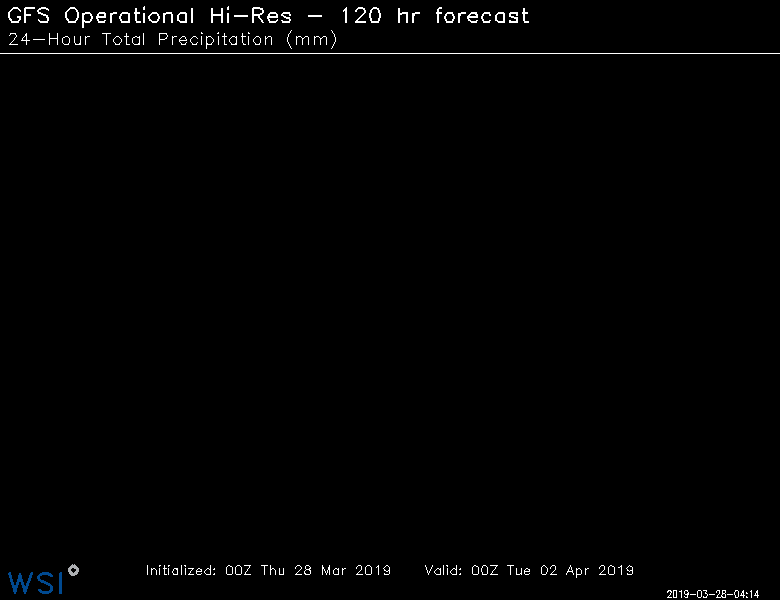 GFS Operational Hi-Res - 120 hr forecast
24-Hour Total Precipitation (mm)
WSI
Initialized: 00Z Thu 28 Mar 2019 Valid: 00Z Tue 02 Apr 2019
2019-03-28-04:14